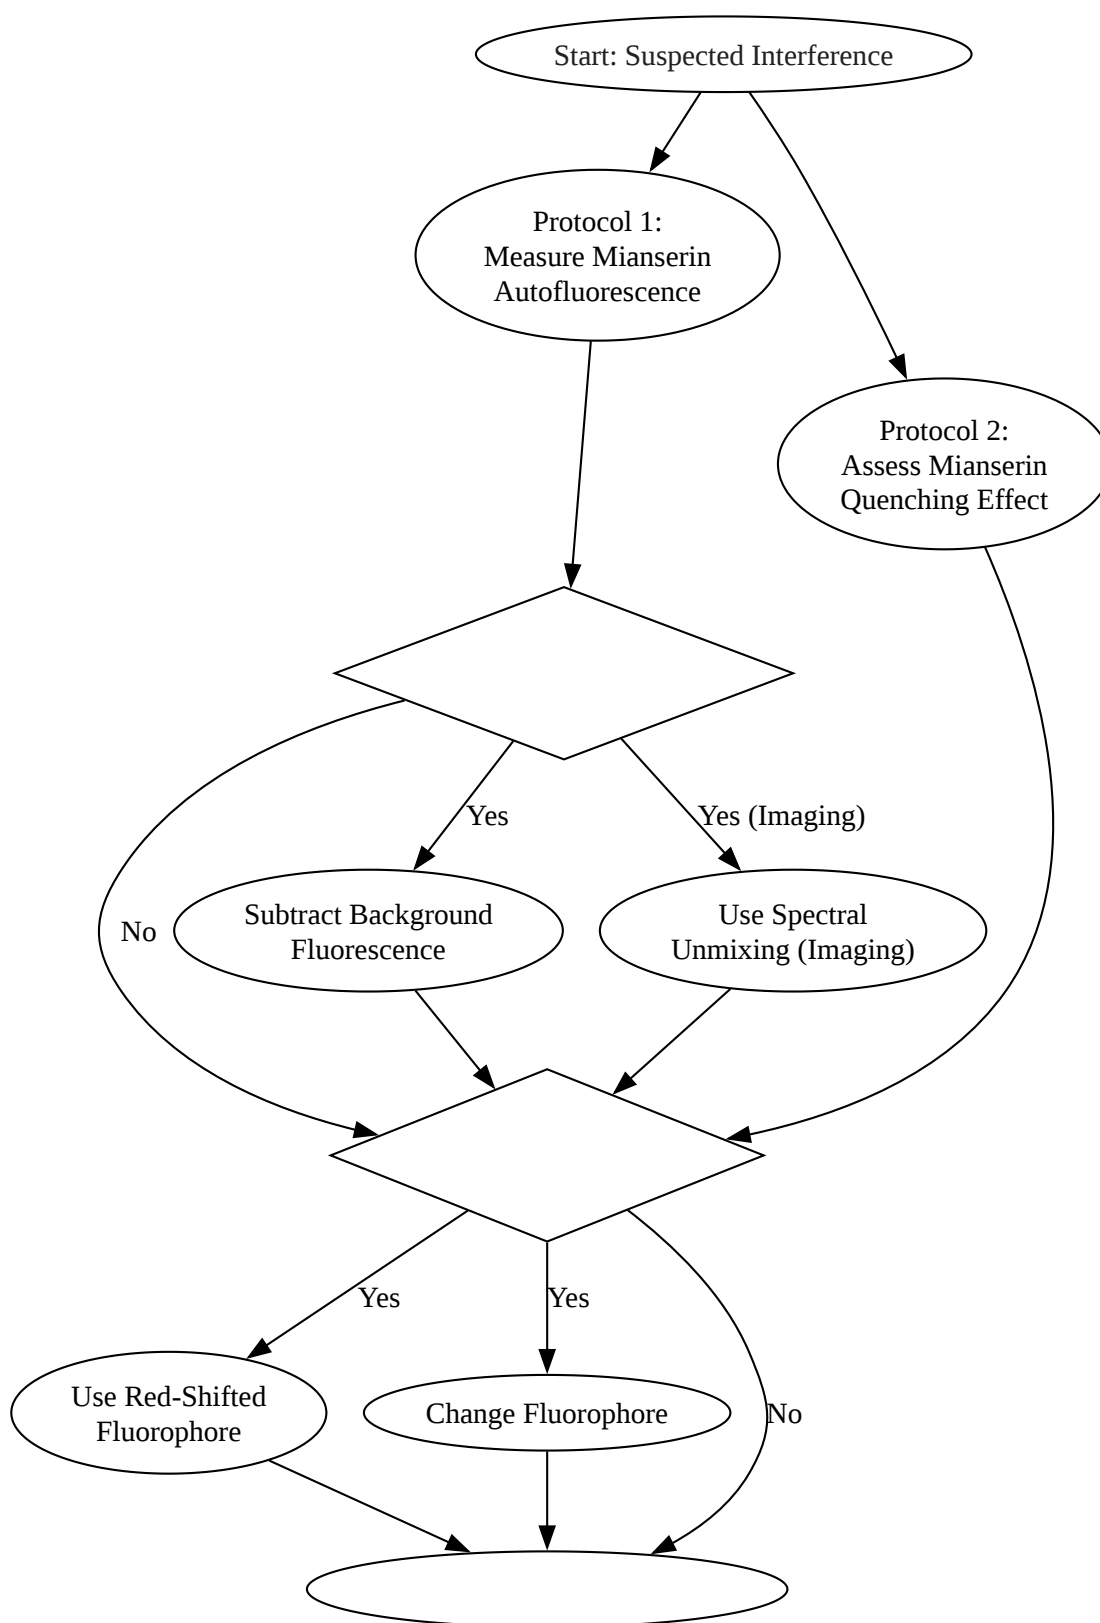 Start: Suspected Interference
Protocol 1:
Measure Mianserin
Autofluorescence
Protocol 2:
Assess Mianserin
Quenching Effect
Yes
Yes (Imaging)
No
Subtract Background
Fluorescence
Use Spectral
Unmixing (Imaging)
Yes
Yes
Use Red-Shifted
Fluorophore
Change Fluorophore
No